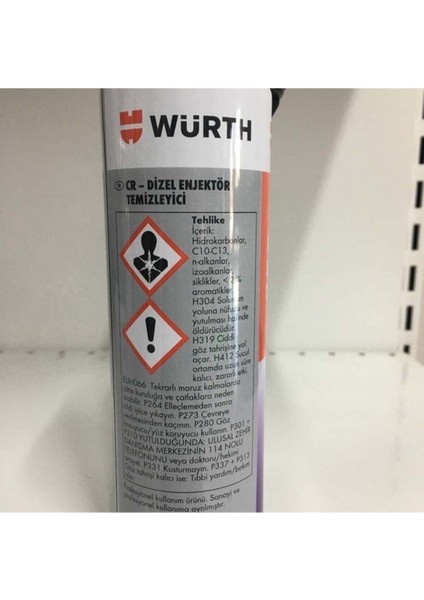 WÜRTH
CR – DİZEL ENJEKTÖR
TEMİZLEYİCİ
Tehlike
İçerik:
Hidrokarbonlar,
C10-C13,
n-alkanlar,
izoalkanlar,
siklikler, < 2%
aromatikler.
H304 Solunum
yoluna nüfuzu ve
yutulması halinde
öldürücüdür.
H319 Ciddi
göz tahrişine yol
açar. H412 Sucul
ortamda uzun süre
kalıcı, zararlı etki.
EUH066 Tekrarlı maruz kalmalarda
ciltte kuruluğa ve çatlaklara neden
olabilir. P264 Elleçlemeden sonra
elleri iyice yıkayın. P273 Çevreye
verilmesinden kaçının. P280 Göz
koruyucu/yüz koruyucu kullanın. P301 +
P310 YUTULDUĞUNDA: ULUSAL ZEHİR
DANIŞMA MERKEZİNİN 114 NOLU
TELEFONUNU veya doktoru/hekimi
arayın. P331 Kusturmayın. P337 + P313
Göz tahrişi kalıcı ise: Tıbbi yardım/bakım
alın.
Profesyonel kullanım ürünü. Sanayi ve
profesyonel kullanıma ayrılmıştır.